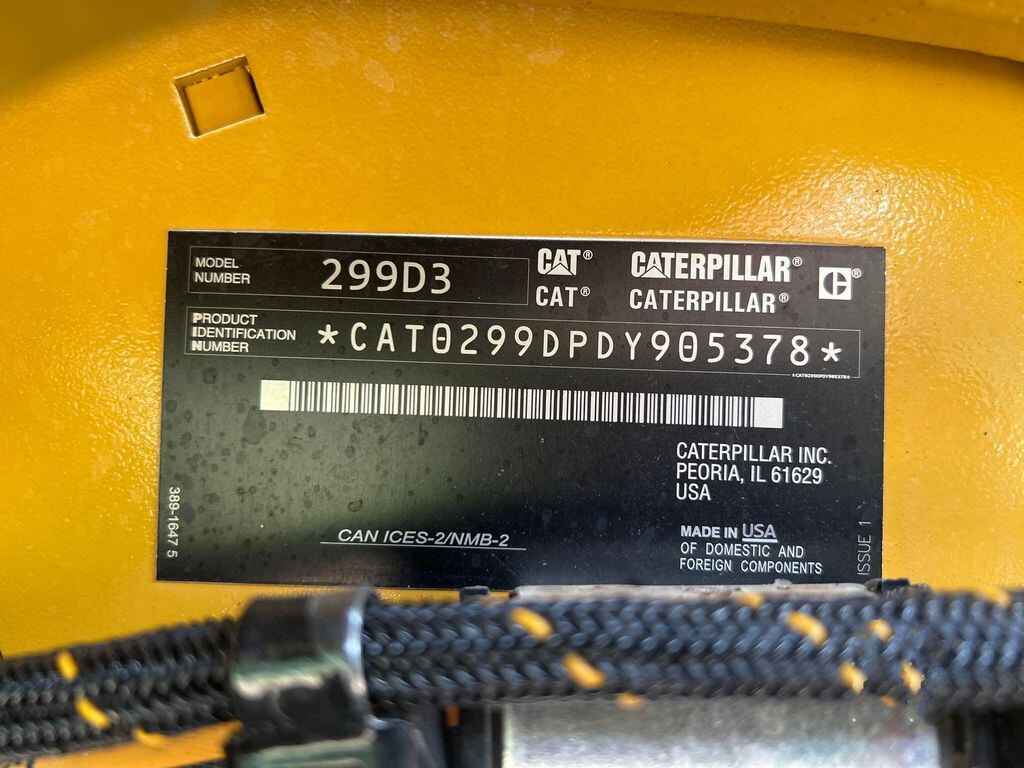 MODEL
NUMBER
299D3
CAT® CATERPILLAR®
CAT® CATERPILLAR®
PRODUCT
IDENTIFICATION
NUMBER
*CAT0299DPDY905378*
*CAT0299DPDY905378*
CATERPILLAR INC.
PEORIA, IL 61629
USA
389-1647 5
CAN ICES-2/NMB-2
MADE IN USA
OF DOMESTIC AND
FOREIGN COMPONENTS
ISSUE 1